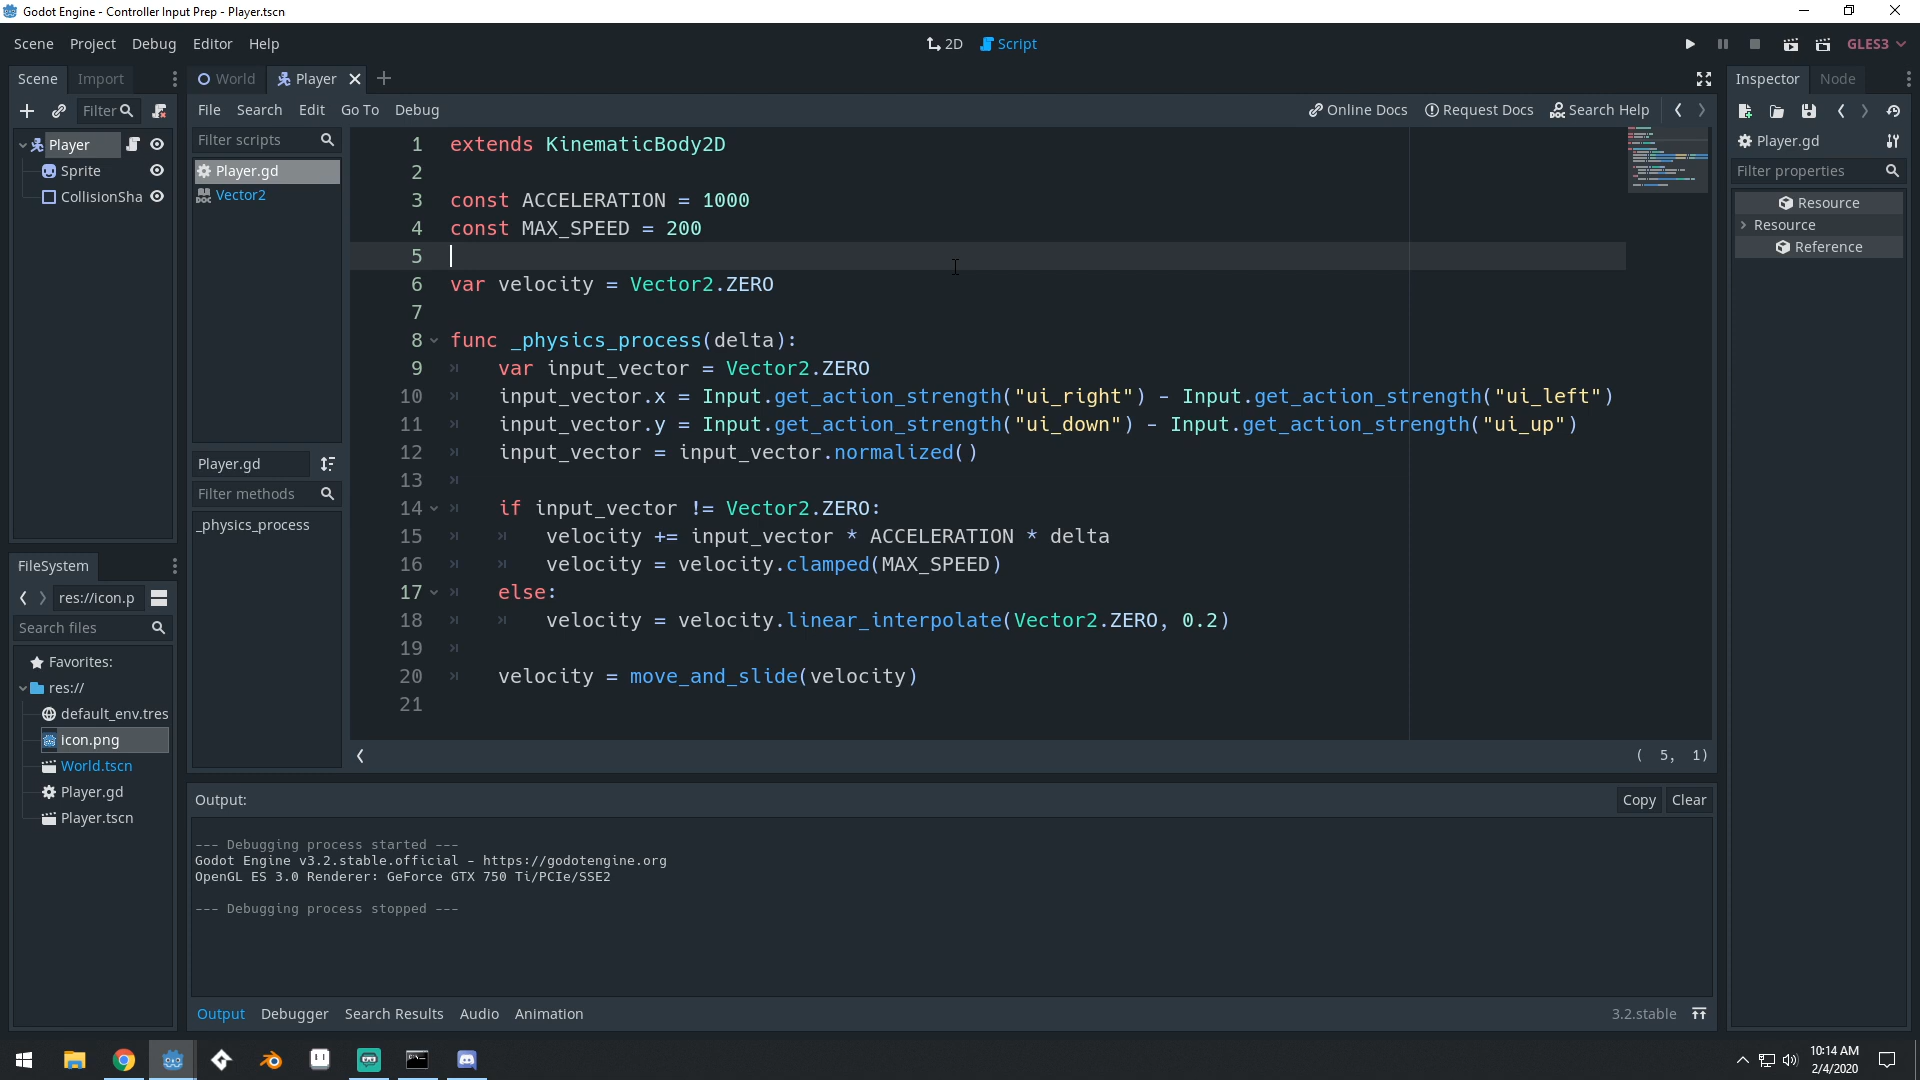 Godot Engine - Controller Input Prep - Player.tscn
Scene Project Debug Editor Help
2D Script
GLES3
Scene Import
Filter
Player
Sprite
CollisionSha
FileSystem
res://icon.p
Search files
Favorites:
res://
default_env.tres
icon.png
World.tscn
Player.gd
Player.tscn
World Player
File Search Edit Go To Debug
Online Docs Request Docs Search Help
Filter scripts
Player.gd
Vector2
Player.gd
Filter methods
_physics_process
1 extends KinematicBody2D
2
3 const ACCELERATION = 1000
4 const MAX_SPEED = 200
5
6 var velocity = Vector2.ZERO
7
8 func _physics_process(delta):
9 var input_vector = Vector2.ZERO
10 input_vector.x = Input.get_action_strength("ui_right") - Input.get_action_strength("ui_left")
11 input_vector.y = Input.get_action_strength("ui_down") - Input.get_action_strength("ui_up")
12 input_vector = input_vector.normalized()
13
14 if input_vector != Vector2.ZERO:
15 velocity += input_vector * ACCELERATION * delta
16 velocity = velocity.clamped(MAX_SPEED)
17 else:
18 velocity = velocity.linear_interpolate(Vector2.ZERO, 0.2)
19
20 velocity = move_and_slide(velocity)
21
( 5, 1)
Output:
Copy Clear
--- Debugging process started ---
Godot Engine v3.2.stable.official - https://godotengine.org
OpenGL ES 3.0 Renderer: GeForce GTX 750 Ti/PCIe/SSE2
--- Debugging process stopped ---
Output Debugger Search Results Audio Animation
3.2.stable
Inspector Node
Player.gd
Filter properties
Resource
Resource
Reference
10:14 AM
2/4/2020